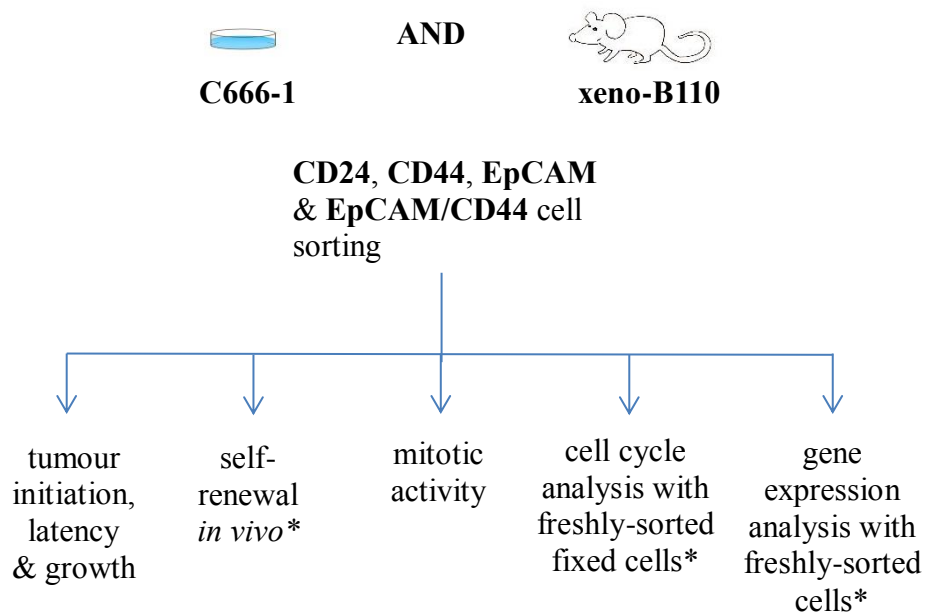 AND
C666-1
xeno-B110
CD24, CD44, EpCAM
& EpCAM/CD44 cell
sorting
tumour
initiation,
latency
& growth
self-
renewal
in vivo*
mitotic
activity
cell cycle
analysis with
freshly-sorted
fixed cells*
gene
expression
analysis with
freshly-sorted
cells*